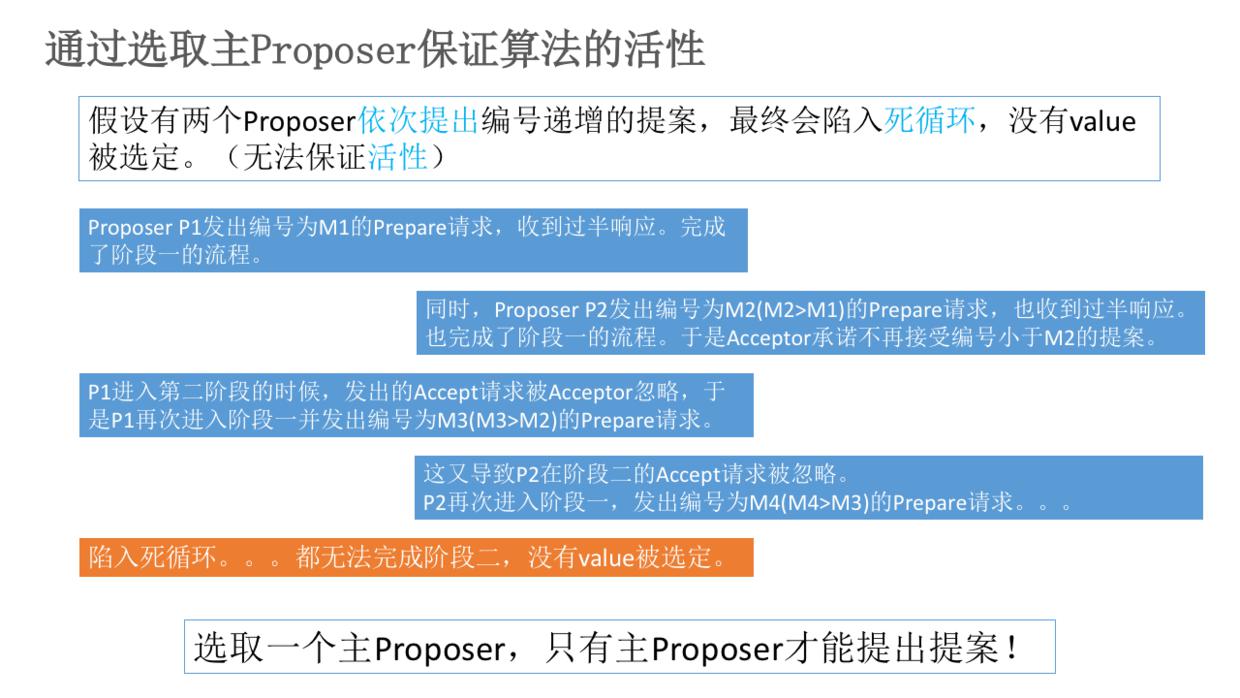 通过选取主Proposer保证算法的活性
假设有两个Proposer依次提出编号递增的提案，最终会陷入死循环，没有value
被选定。（无法保证活性）
Proposer P1发出编号为M1的Prepare请求，收到过半响应。完成
了阶段一的流程。
同时，Proposer P2发出编号为M2(M2>M1)的Prepare请求，也收到过半响应。
也完成了阶段一的流程。于是Acceptor承诺不再接受编号小于M2的提案。
P1进入第二阶段的时候，发出的Accept请求被Acceptor忽略，于
是P1再次进入阶段一并发出编号为M3(M3>M2)的Prepare请求。
这又导致P2在阶段二的Accept请求被忽略。
P2再次进入阶段一，发出编号为M4(M4>M3)的Prepare请求。。。
陷入死循环。。。都无法完成阶段二，没有value被选定。
选取一个主Proposer，只有主Proposer才能提出提案！